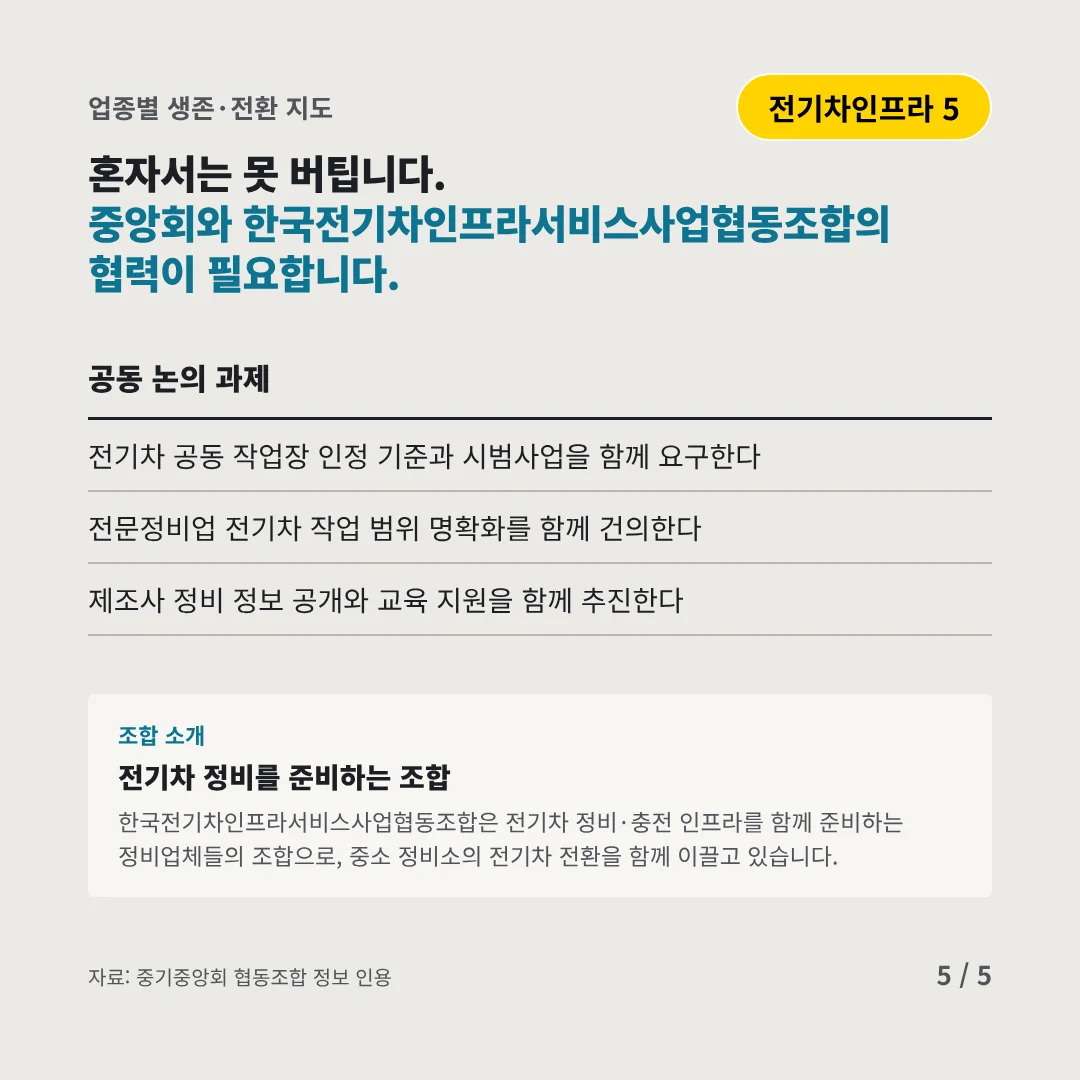 업종별 생존·전환 지도
전기차인프라 5
혼자서는 못 버팁니다.
중앙회와 한국전기차인프라서비스사업협동조합의
협력이 필요합니다.
공동 논의 과제
전기차 공동 작업장 인정 기준과 시범사업을 함께 요구한다
전문정비업 전기차 작업 범위 명확화를 함께 건의한다
제조사 정비 정보 공개와 교육 지원을 함께 추진한다
조합 소개
전기차 정비를 준비하는 조합
한국전기차인프라서비스사업협동조합은 전기차 정비·충전 인프라를 함께 준비하는
정비업체들의 조합으로, 중소 정비소의 전기차 전환을 함께 이끌고 있습니다.
자료: 중기중앙회 협동조합 정보 인용
5 / 5